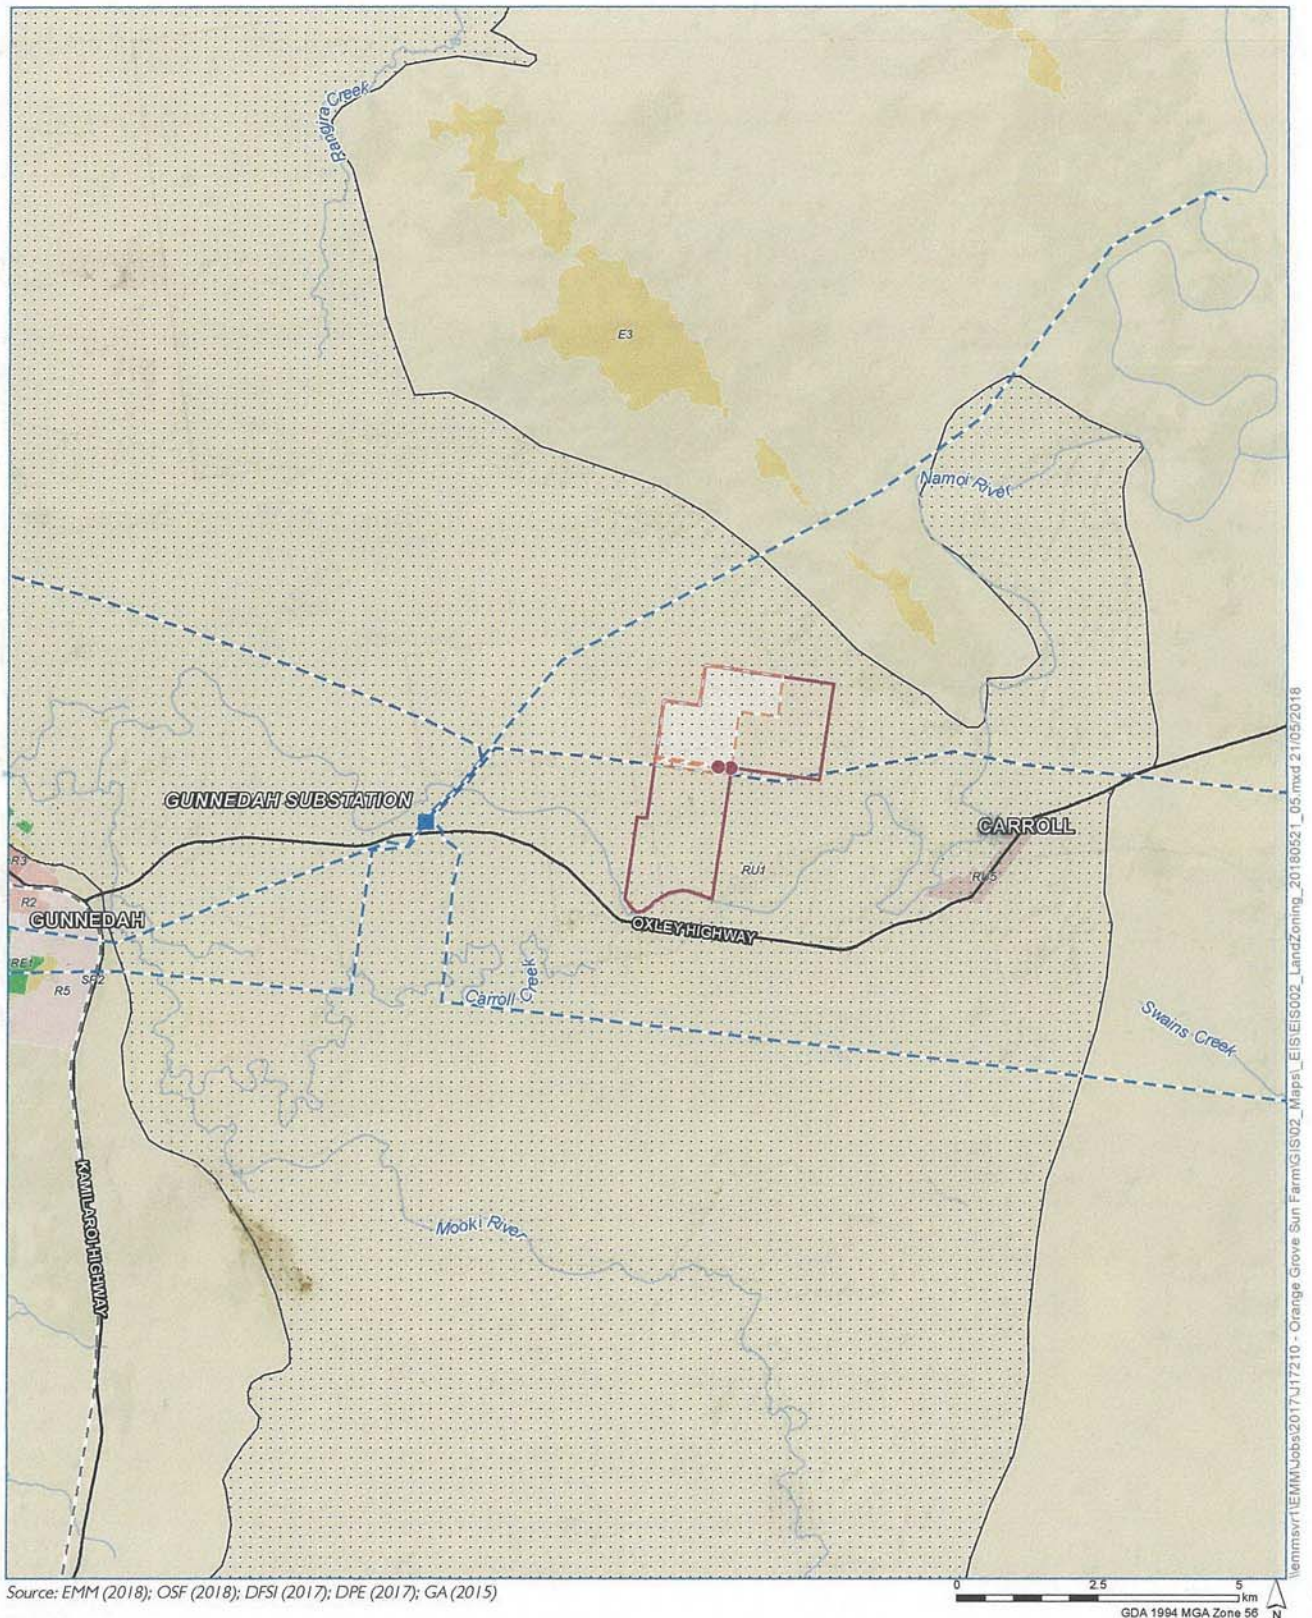 Rangira Creek
E3
Namoi River
GUNNEDAH SUBSTATION
CARROLL
R3
RU1
RU5
R2
GUNNEDAH
OXLEY HIGHWAY
RE1
SP2
R5
Carroll Creek
Swains Creek
KAMILAROI HIGHWAY
Mooki River
\\emmsvr1\EMM\Jobs\2017\J17210 - Orange Grove Sun Farm\GIS\02_Maps\_EIS\EIS002_LandZoning_20180521_05.mxd 21/05/2018
Source: EMM (2018); OSF (2018); DFSI (2017); DPE (2017); GA (2015)
0 2.5 5
km
GDA 1994 MGA Zone 56 N